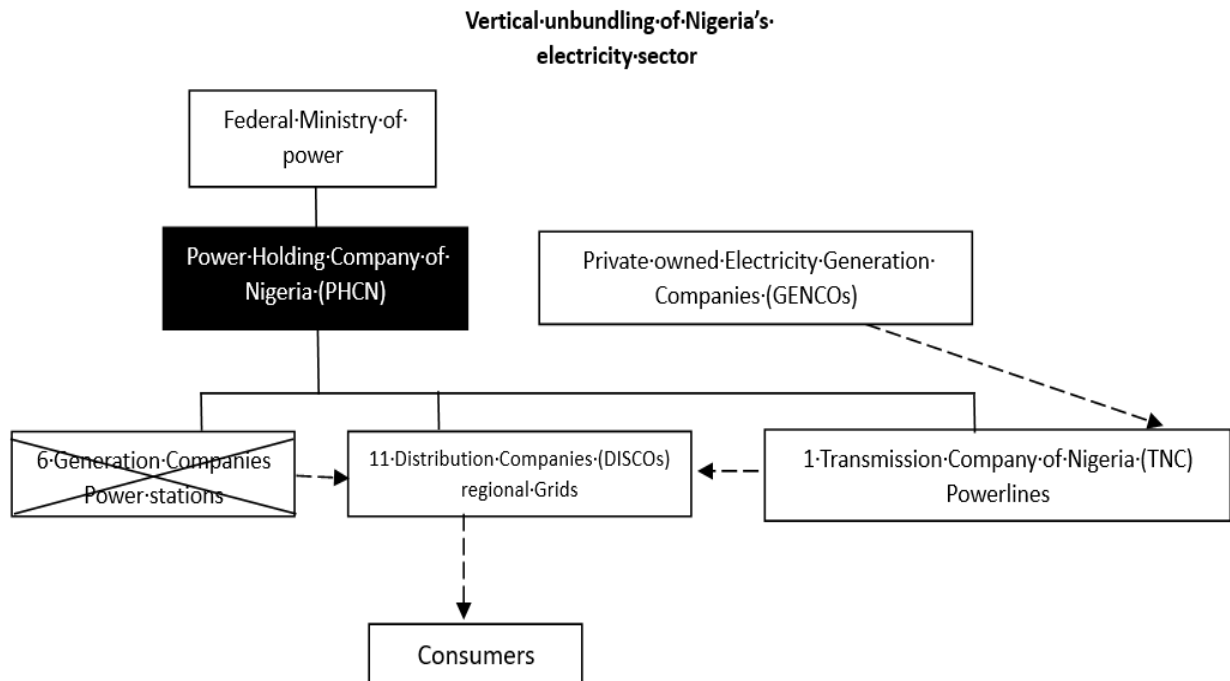 Vertical·unbundling·of·Nigeria’s·
electricity·sector
Federal·Ministry·of·
power
Power·Holding·Company·of·
Nigeria·(PHCN)
Private·owned·Electricity·Generation·
Companies·(GENCOs)
6·Generation·Companies
Power·stations
11·Distribution·Companies·(DISCOs)
regional·Grids
1·Transmission·Company·of·Nigeria·(TNC)
Powerlines
Consumers